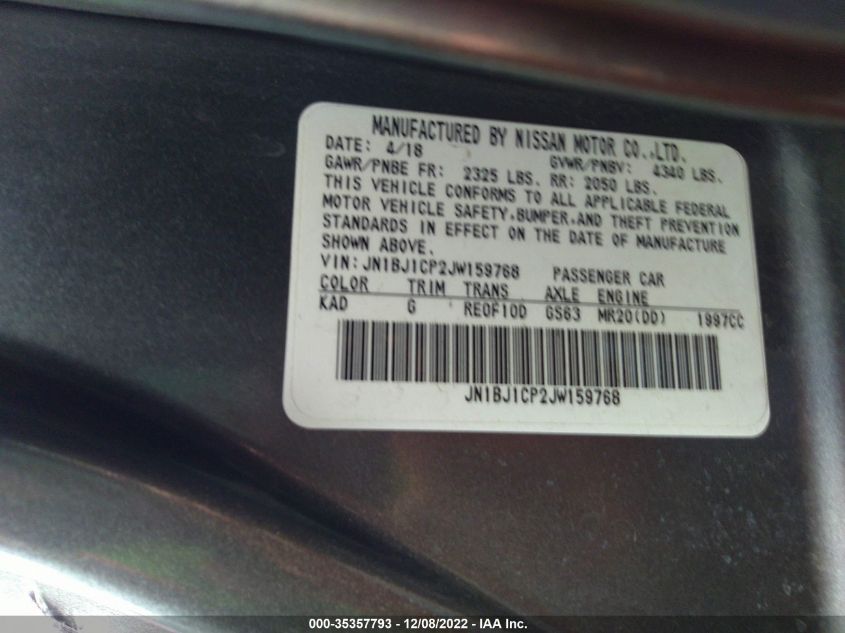 MANUFACTURED BY NISSAN MOTOR CO.,LTD.
DATE: 4/18 GVWR/PNBV: 4340 LBS.
GAWR/PNBE FR: 2325 LBS. RR: 2050 LBS.
THIS VEHICLE CONFORMS TO ALL APPLICABLE FEDERAL
MOTOR VEHICLE SAFETY,BUMPER,AND THEFT PREVENTION
STANDARDS IN EFFECT ON THE DATE OF MANUFACTURE
SHOWN ABOVE.
VIN: JN1BJ1CP2JW159768 PASSENGER CAR
COLOR TRIM TRANS AXLE ENGINE
KAD G RE0F10D GS63 MR20(DD) 1997CC
JN1BJ1CP2JW159768
000-35357793 - 12/08/2022 - IAA Inc.